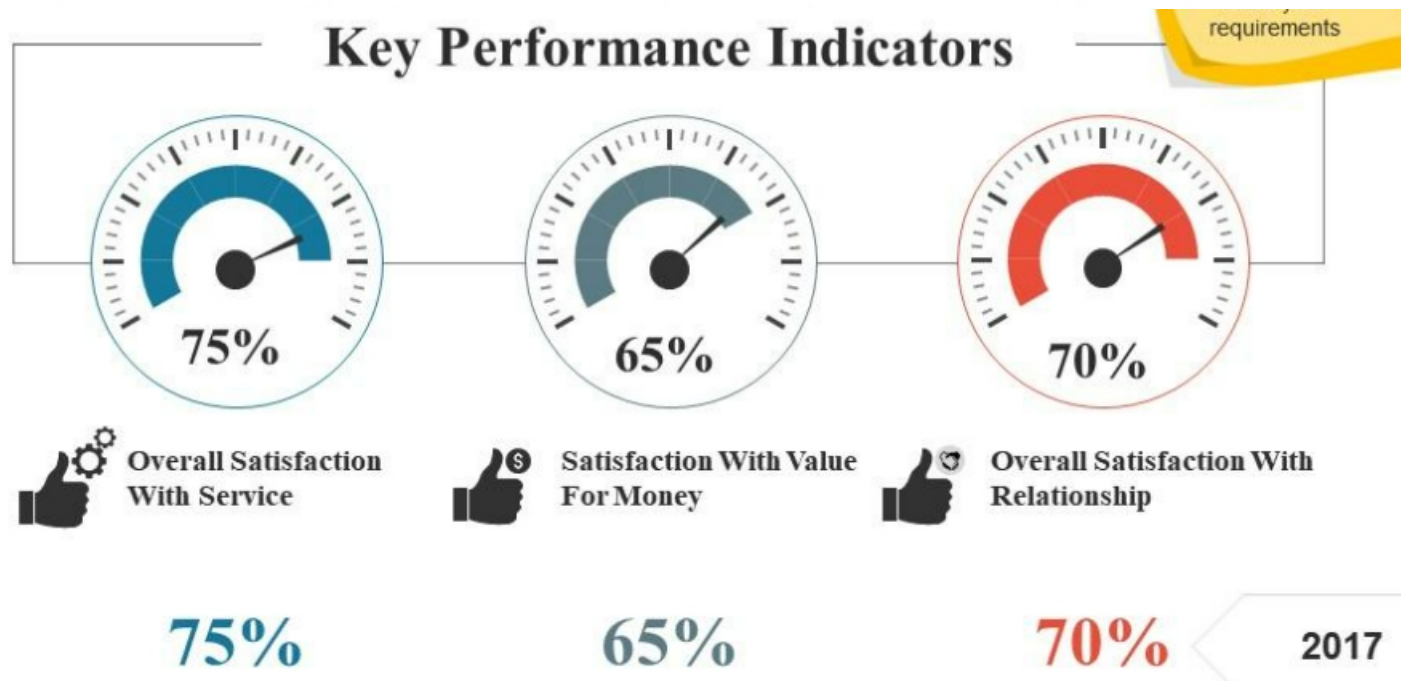 requirements
Key Performance Indicators
75%
65%
70%
Overall Satisfaction
With Service
Satisfaction With Value
For Money
Overall Satisfaction With
Relationship
75%
65%
70%
2017